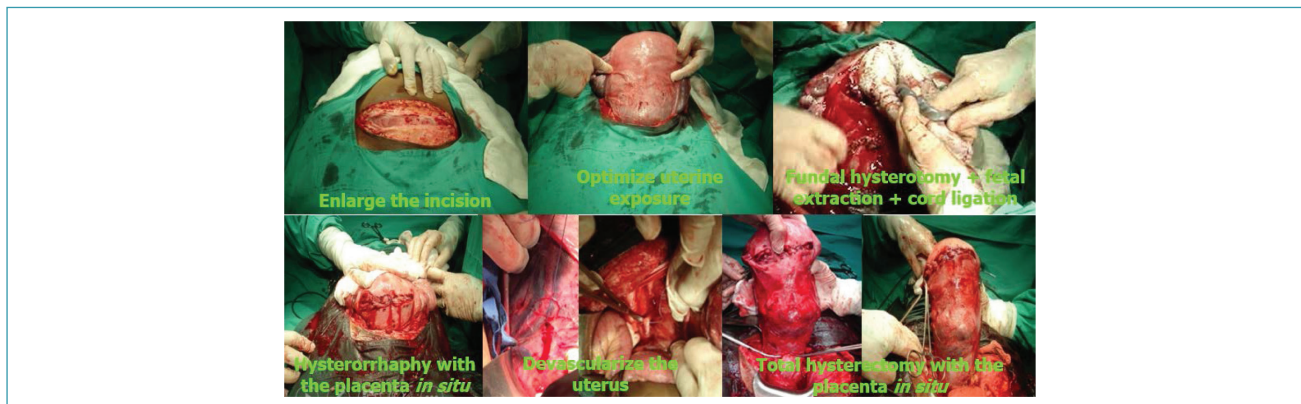 Enlarge the incision
Optimize uterine
exposure
Fundal hysterotomy + fetal
extraction + cord ligation
Hysterorrhaphy with
the placenta in situ
Devascularize the
uterus
Total hysterectomy with the
placenta in situ